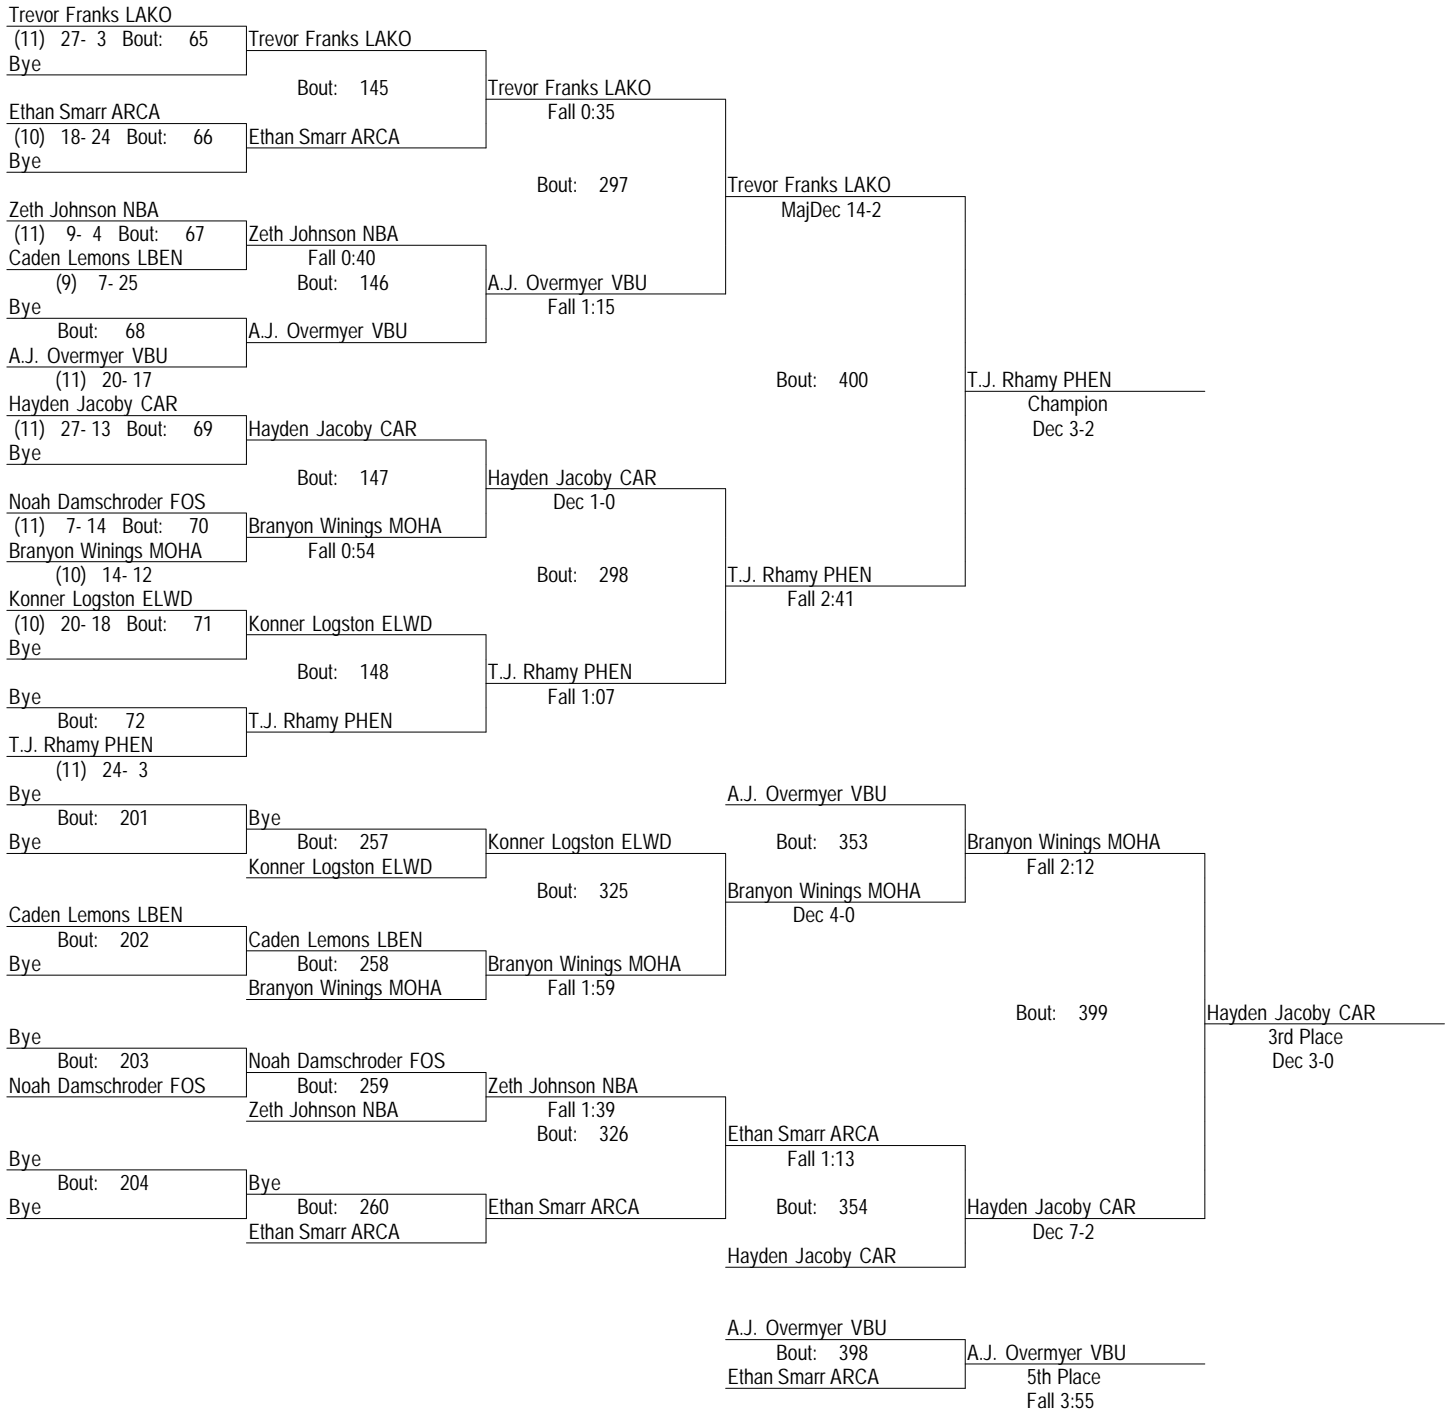 Trevor Franks LAKO
(11) 27- 3 Bout: 65
Trevor Franks LAKO
Bye
Bout: 145
Trevor Franks LAKO
Ethan Smarr ARCA
Fall 0:35
(10) 18- 24 Bout: 66
Ethan Smarr ARCA
Bye
Bout: 297
Trevor Franks LAKO
Zeth Johnson NBA
MajDec 14-2
(11) 9- 4 Bout: 67
Zeth Johnson NBA
Caden Lemons LBEN
Fall 0:40
(9) 7- 25
Bout: 146
A.J. Overmyer VBU
Bye
Fall 1:15
Bout: 68
A.J. Overmyer VBU
A.J. Overmyer VBU
(11) 20- 17
Bout: 400
T.J. Rhamy PHEN
Hayden Jacoby CAR
Champion
(11) 27- 13 Bout: 69
Hayden Jacoby CAR
Dec 3-2
Bye
Bout: 147
Hayden Jacoby CAR
Noah Damschroder FOS
Dec 1-0
(11) 7- 14 Bout: 70
Branyon Winings MOHA
Branyon Winings MOHA
Fall 0:54
(10) 14- 12
Bout: 298
T.J. Rhamy PHEN
Konner Logston ELWD
Fall 2:41
(10) 20- 18 Bout: 71
Konner Logston ELWD
Bye
Bout: 148
T.J. Rhamy PHEN
Bye
Fall 1:07
Bout: 72
T.J. Rhamy PHEN
T.J. Rhamy PHEN
(11) 24- 3
Bye
A.J. Overmyer VBU
Bout: 201
Bye
Bye
Bout: 257
Konner Logston ELWD
Bout: 353
Branyon Winings MOHA
Konner Logston ELWD
Fall 2:12
Bout: 325
Branyon Winings MOHA
Caden Lemons LBEN
Dec 4-0
Bout: 202
Caden Lemons LBEN
Bye
Bout: 258
Branyon Winings MOHA
Branyon Winings MOHA
Fall 1:59
Bout: 399
Hayden Jacoby CAR
Bye
3rd Place
Bout: 203
Noah Damschroder FOS
Dec 3-0
Noah Damschroder FOS
Bout: 259
Zeth Johnson NBA
Zeth Johnson NBA
Fall 1:39
Bout: 326
Ethan Smarr ARCA
Bye
Fall 1:13
Bout: 204
Bye
Bye
Bout: 260
Ethan Smarr ARCA
Bout: 354
Hayden Jacoby CAR
Ethan Smarr ARCA
Dec 7-2
Hayden Jacoby CAR
A.J. Overmyer VBU
Bout: 398
A.J. Overmyer VBU
Ethan Smarr ARCA
5th Place
Fall 3:55